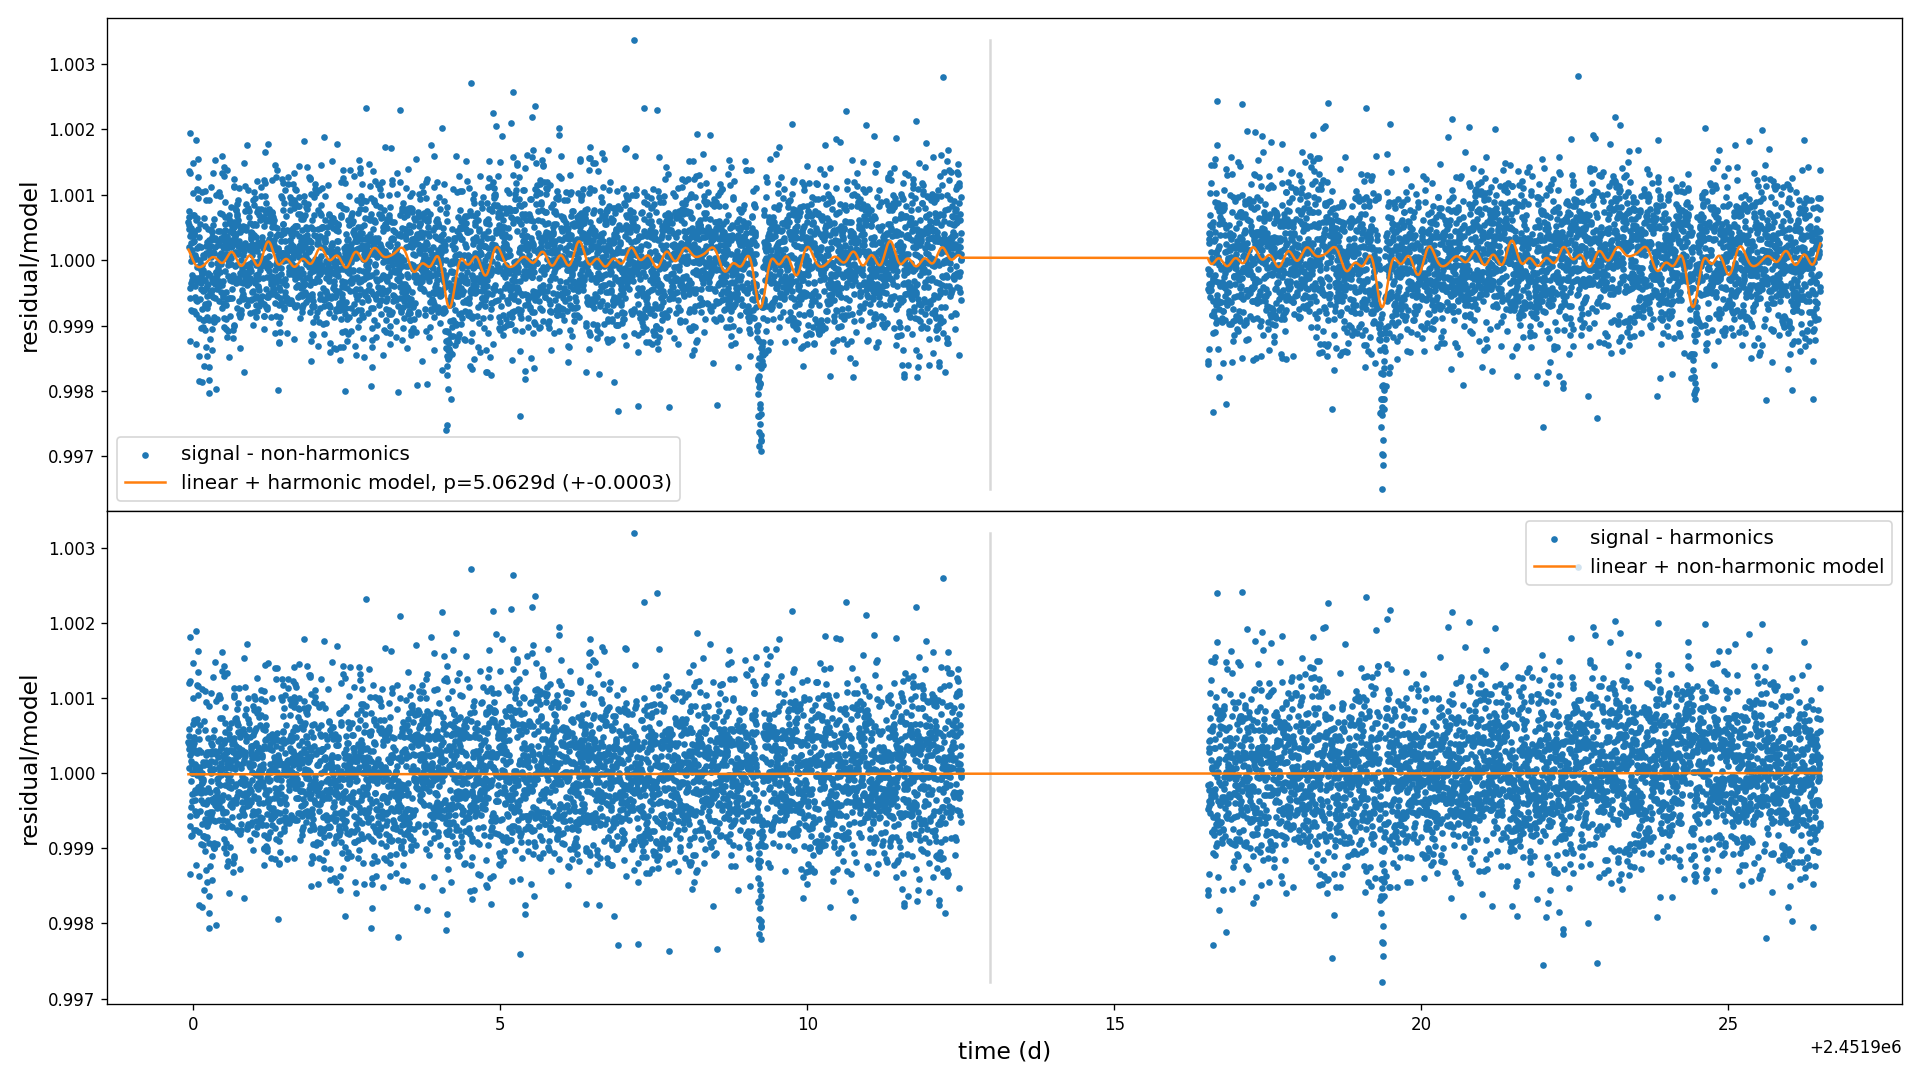 residual/model
1.003
1.002
1.001
1.000
0.999
0.998
0.997
signal - non-harmonics
linear + harmonic model, p=5.0629d (+-0.0003)
residual/model
1.003
1.002
1.001
1.000
0.999
0.998
0.997
signal - harmonics
linear + non-harmonic model
0
5
10
15
20
25
time (d)
+2.4519e6